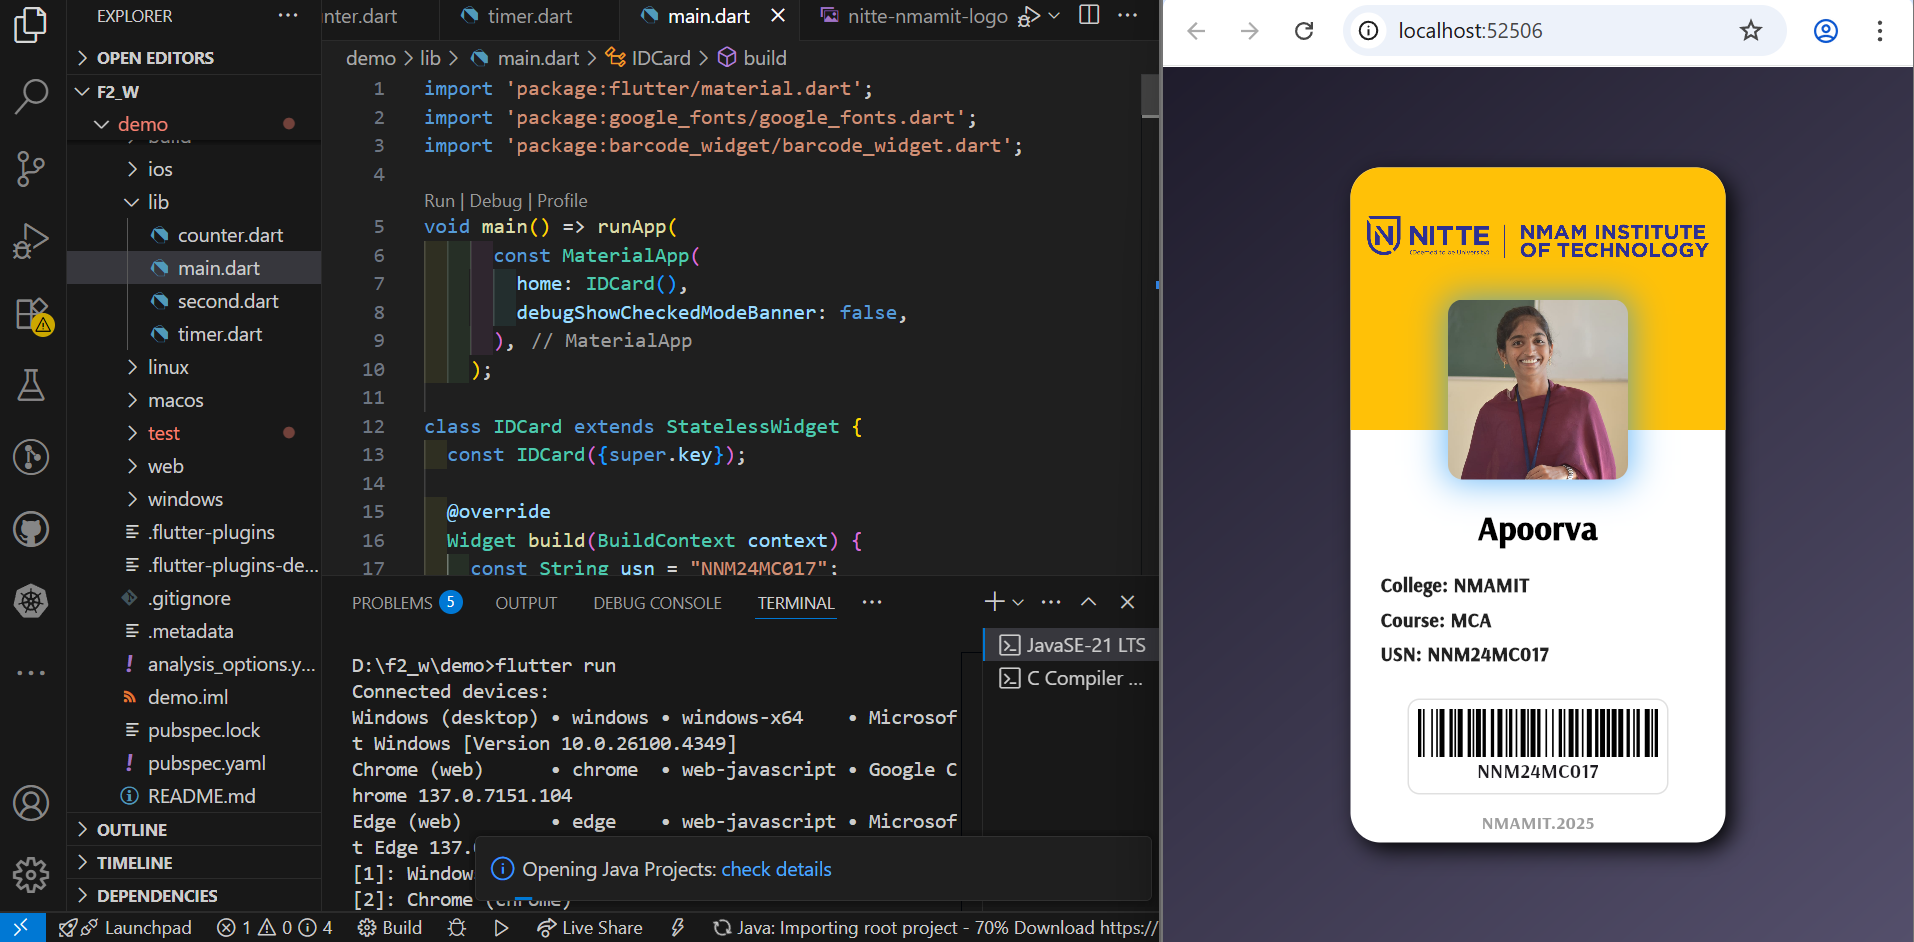 EXPLORER
OPEN EDITORS
F2_W
demo
build
ios
lib
counter.dart
main.dart
second.dart
timer.dart
linux
macos
test
web
windows
.flutter-plugins
.flutter-plugins-de...
.gitignore
.metadata
analysis_options.y...
demo.iml
pubspec.lock
pubspec.yaml
README.md
OUTLINE
TIMELINE
DEPENDENCIES
nter.dart
timer.dart
main.dart
nitte-nmamit-logo
demo > lib > main.dart > IDCard > build
1 import 'package:flutter/material.dart';
2 import 'package:google_fonts/google_fonts.dart';
3 import 'package:barcode_widget/barcode_widget.dart';
4
Run | Debug | Profile
5 void main() => runApp(
6 const MaterialApp(
7 home: IDCard(),
8 debugShowCheckedModeBanner: false,
9 ), // MaterialApp
10 );
11
12 class IDCard extends StatelessWidget {
13 const IDCard({super.key});
14
15 @override
16 Widget build(BuildContext context) {
17 const String usn = "NNM24MC017";
PROBLEMS 5 OUTPUT DEBUG CONSOLE TERMINAL
D:\f2_w\demo>flutter run
Connected devices:
Windows (desktop) • windows • windows-x64 • Microsof
t Windows [Version 10.0.26100.4349]
Chrome (web) • chrome • web-javascript • Google C
hrome 137.0.7151.104
Edge (web) • edge • web-javascript • Microsof
t Edge 137.
[1]: Window
[2]: Chrome (chrome)
JavaSE-21 LTS
C Compiler ...
Opening Java Projects: check details
Launchpad 1 0 4 Build Live Share Java: Importing root project - 70% Download https://
localhost:52506
N NITTE
(Deemed to be University)
NMAM INSTITUTE
OF TECHNOLOGY
Apoorva
College: NMAMIT
Course: MCA
USN: NNM24MC017
NNM24MC017
NMAMIT.2025